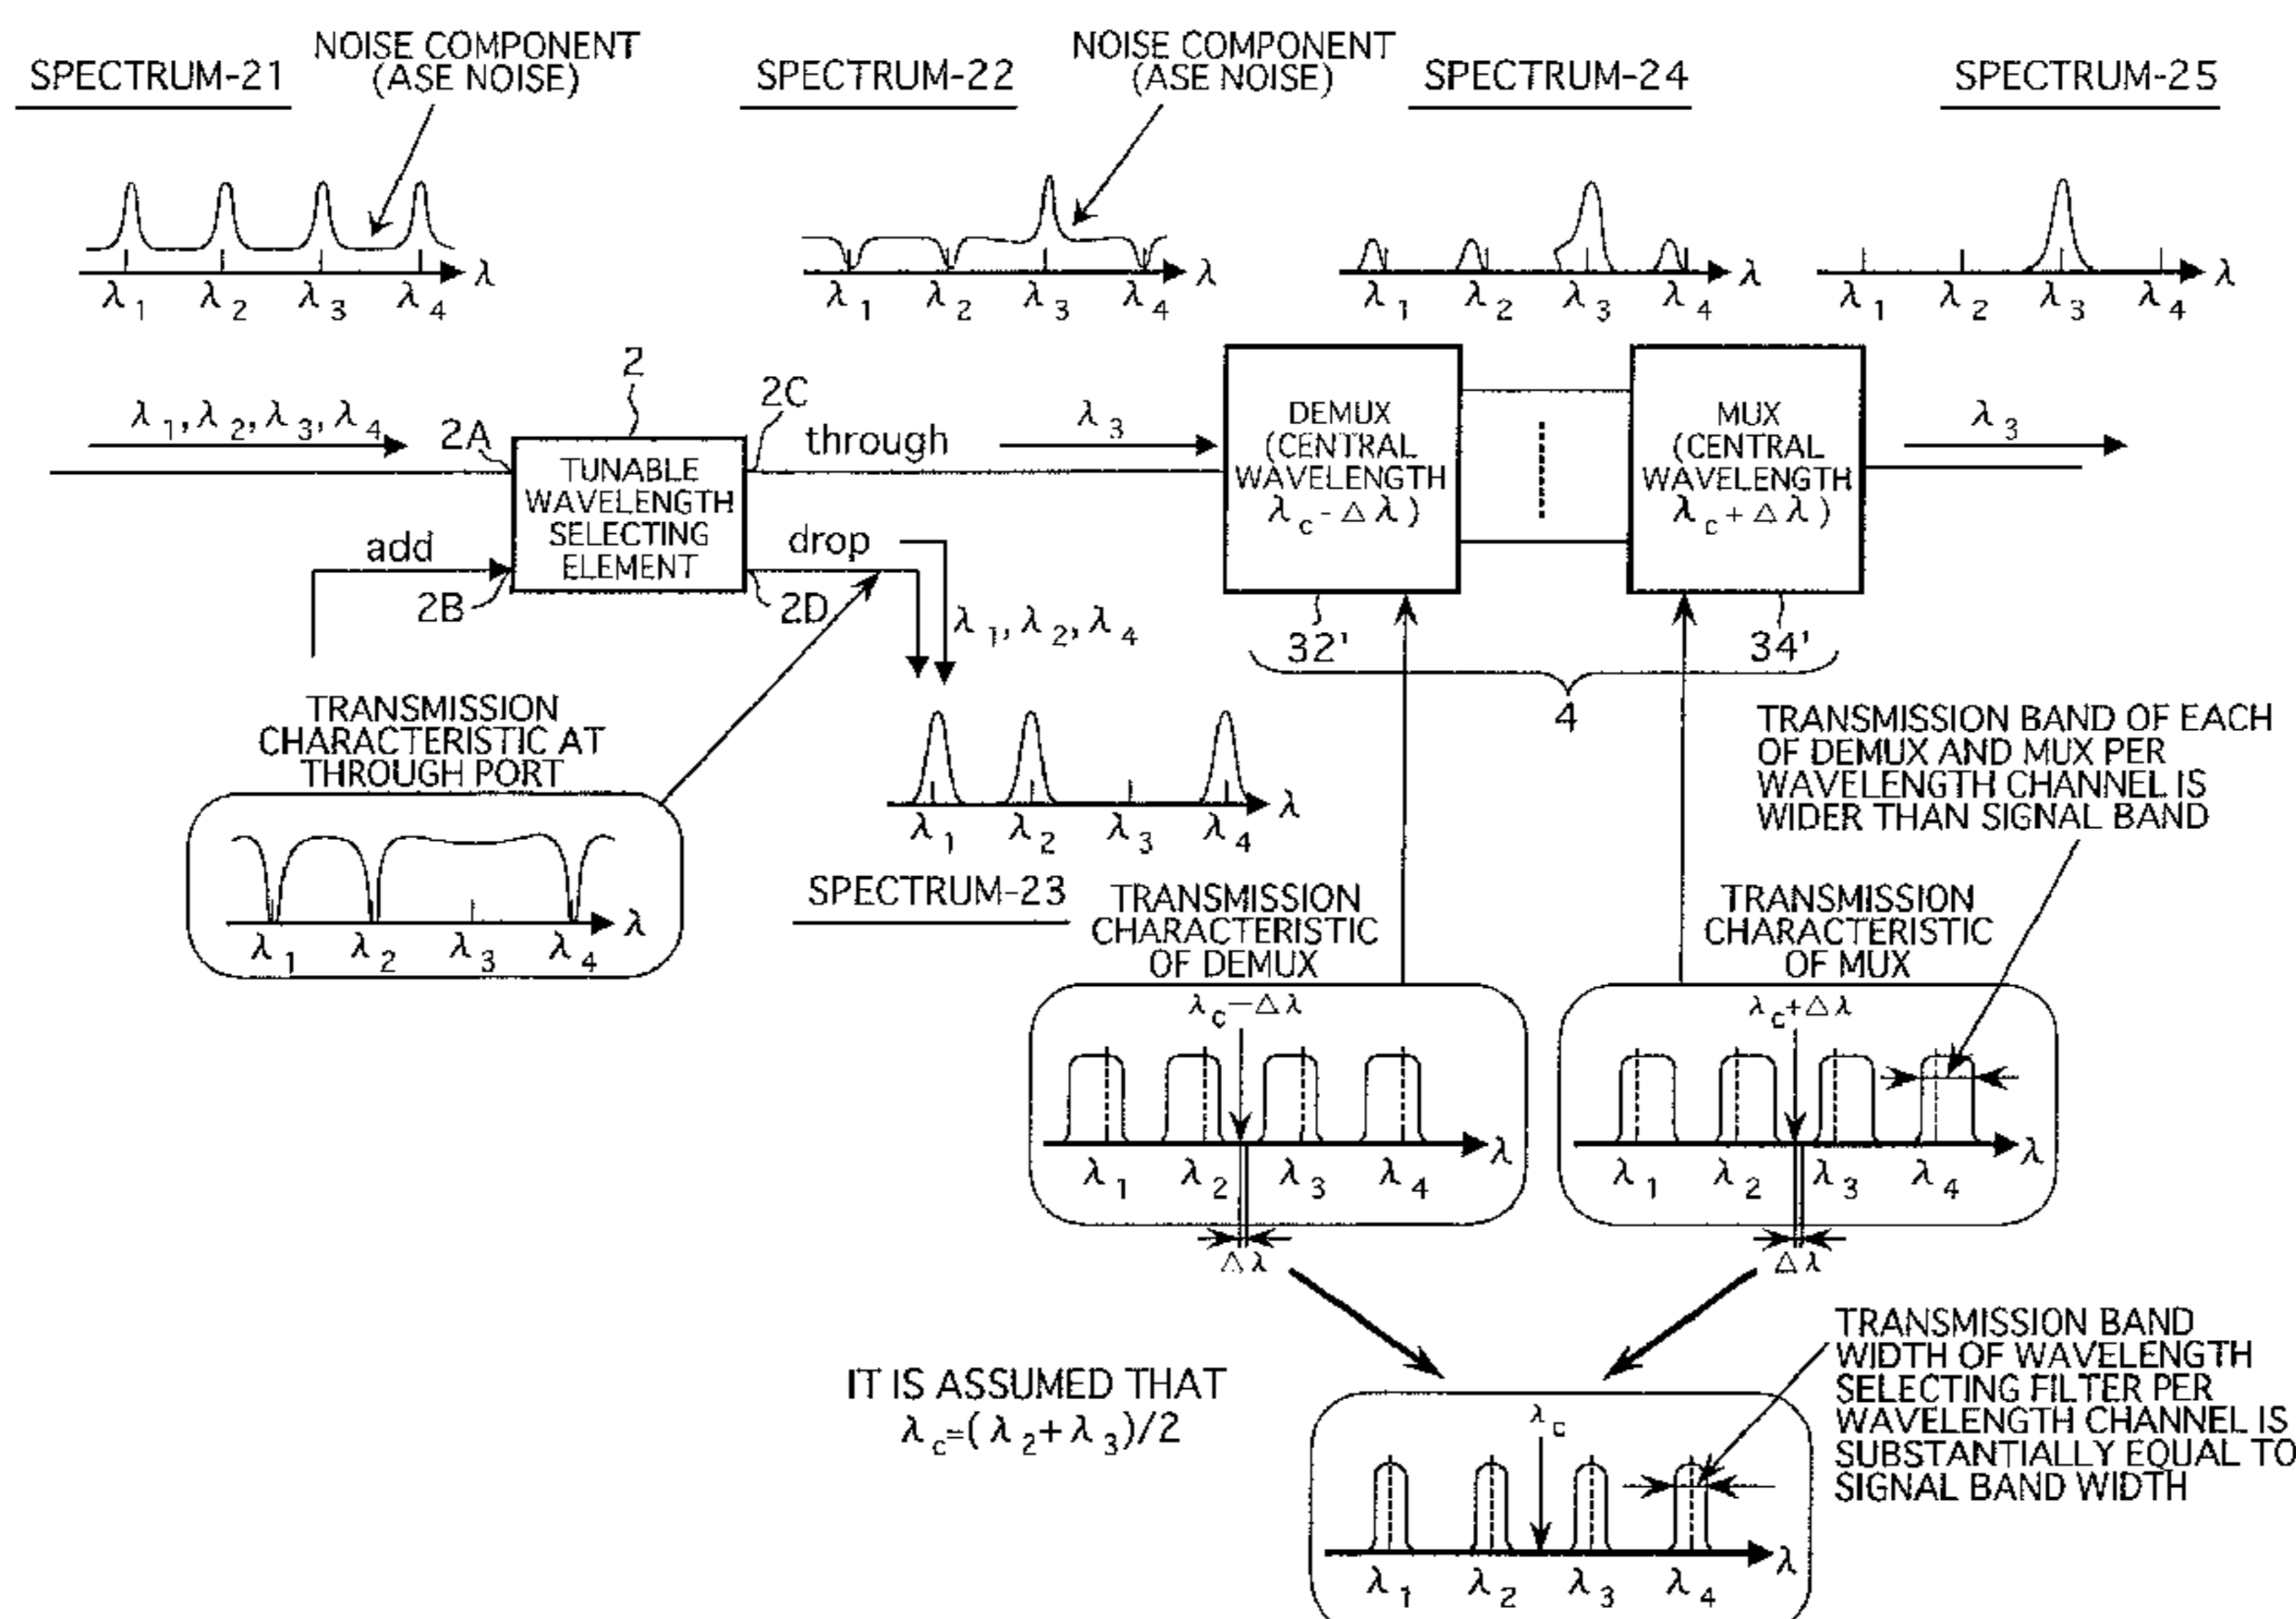 SPECTRUM-21
NOISE COMPONENT
(ASE NOISE)
SPECTRUM-22
NOISE COMPONENT
(ASE NOISE)
SPECTRUM-24
SPECTRUM-25
λ
λ1 λ2 λ3 λ4
λ
λ1 λ2 λ3 λ4
λ
λ1 λ2 λ3 λ4
λ
λ1 λ2 λ3 λ4
λ1, λ2, λ3, λ4
2A
2
2C
through
λ3
TUNABLE
WAVELENGTH
SELECTING
ELEMENT
add
2B
drop
2D
λ1, λ2, λ4
DEMUX
(CENTRAL
WAVELENGTH
λc-Δλ)
MUX
(CENTRAL
WAVELENGTH
λc+Δλ)
λ3
32'
34'
4
TRANSMISSION
CHARACTERISTIC AT
THROUGH PORT
λ
λ1 λ2 λ3 λ4
λ
λ1 λ2 λ3 λ4
SPECTRUM-23
TRANSMISSION BAND OF EACH
OF DEMUX AND MUX PER
WAVELENGTH CHANNEL IS
WIDER THAN SIGNAL BAND
TRANSMISSION
CHARACTERISTIC
OF DEMUX
λc-Δλ
λ
λ1 λ2 λ3 λ4
Δλ
TRANSMISSION
CHARACTERISTIC
OF MUX
λc+Δλ
λ
λ1 λ2 λ3 λ4
Δλ
IT IS ASSUMED THAT
λc=(λ2+λ3)/2
TRANSMISSION BAND
WIDTH OF WAVELENGTH
SELECTING FILTER PER
WAVELENGTH CHANNEL IS
SUBSTANTIALLY EQUAL TO
SIGNAL BAND WIDTH
λc
λ
λ1 λ2 λ3 λ4